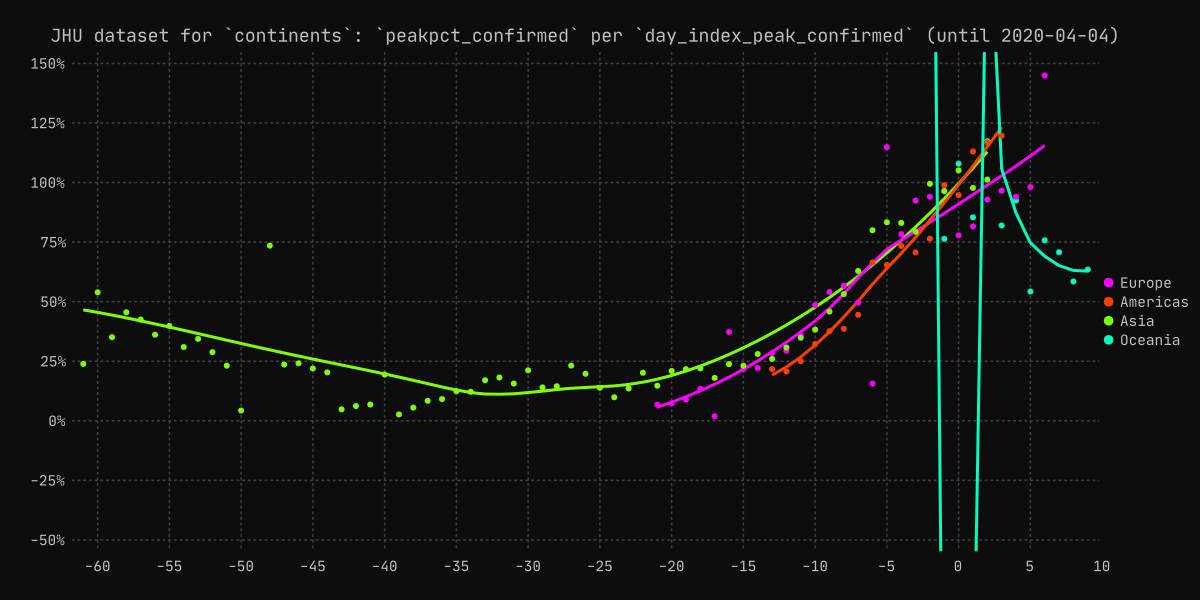 JHU dataset for `continents`: `peakpct_confirmed` per `day_index_peak_confirmed` (until 2020-04-04)
150%
125%
100%
75%
50%
25%
0%
-25%
-50%
-60 -55 -50 -45 -40 -35 -30 -25 -20 -15 -10 -5 0 5 10
Europe
Americas
Asia
Oceania